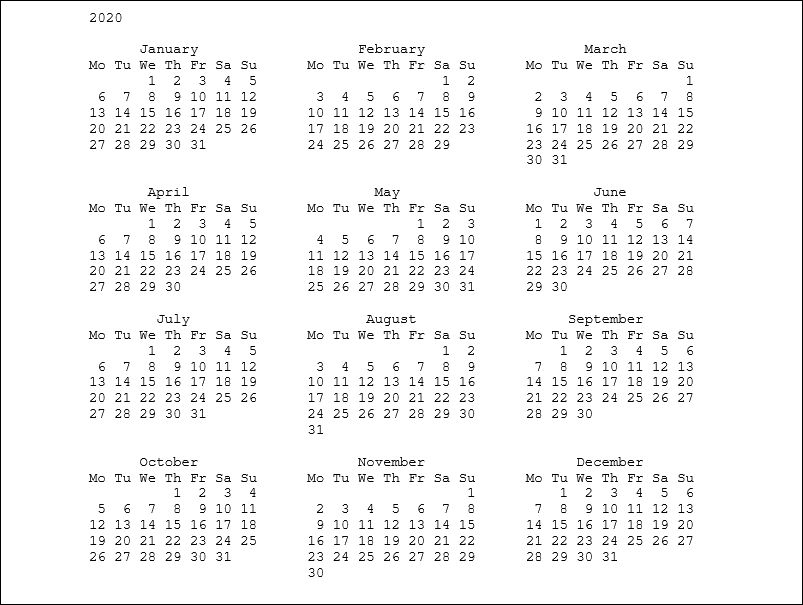 2020
      January                   February                   March
Mo Tu We Th Fr Sa Su      Mo Tu We Th Fr Sa Su      Mo Tu We Th Fr Sa Su
       1  2  3  4  5                      1  2                         1
 6  7  8  9 10 11 12       3  4  5  6  7  8  9       2  3  4  5  6  7  8
13 14 15 16 17 18 19      10 11 12 13 14 15 16       9 10 11 12 13 14 15
20 21 22 23 24 25 26      17 18 19 20 21 22 23      16 17 18 19 20 21 22
27 28 29 30 31            24 25 26 27 28 29         23 24 25 26 27 28 29
                                                    30 31
       April                      May                       June
Mo Tu We Th Fr Sa Su      Mo Tu We Th Fr Sa Su      Mo Tu We Th Fr Sa Su
       1  2  3  4  5                   1  2  3       1  2  3  4  5  6  7
 6  7  8  9 10 11 12       4  5  6  7  8  9 10       8  9 10 11 12 13 14
13 14 15 16 17 18 19      11 12 13 14 15 16 17      15 16 17 18 19 20 21
20 21 22 23 24 25 26      18 19 20 21 22 23 24      22 23 24 25 26 27 28
27 28 29 30               25 26 27 28 29 30 31      29 30
        July                     August                  September
Mo Tu We Th Fr Sa Su      Mo Tu We Th Fr Sa Su      Mo Tu We Th Fr Sa Su
       1  2  3  4  5                      1  2          1  2  3  4  5  6
 6  7  8  9 10 11 12       3  4  5  6  7  8  9       7  8  9 10 11 12 13
13 14 15 16 17 18 19      10 11 12 13 14 15 16      14 15 16 17 18 19 20
20 21 22 23 24 25 26      17 18 19 20 21 22 23      21 22 23 24 25 26 27
27 28 29 30 31            24 25 26 27 28 29 30      28 29 30
                          31
      October                   November                  December
Mo Tu We Th Fr Sa Su      Mo Tu We Th Fr Sa Su      Mo Tu We Th Fr Sa Su
          1  2  3  4                         1          1  2  3  4  5  6
 5  6  7  8  9 10 11       2  3  4  5  6  7  8       7  8  9 10 11 12 13
12 13 14 15 16 17 18       9 10 11 12 13 14 15      14 15 16 17 18 19 20
19 20 21 22 23 24 25      16 17 18 19 20 21 22      21 22 23 24 25 26 27
26 27 28 29 30 31         23 24 25 26 27 28 29      28 29 30 31
                          30